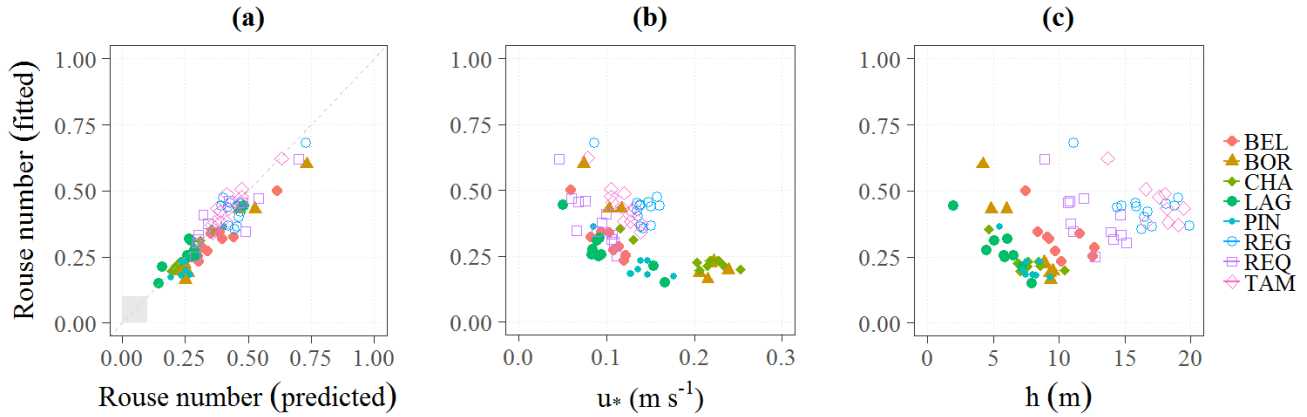 (a)
(b)
(c)
Rouse number (fitted)
1.00
0.75
0.50
0.25
0.00
0.00
0.25
0.50
0.75
1.00
Rouse number (predicted)
1.00
0.75
0.50
0.25
0.00
0.0
0.1
0.2
0.3
u* (m s-1)
1.00
0.75
0.50
0.25
0.00
0
5
10
15
20
h (m)
BEL
BOR
CHA
LAG
PIN
REG
REQ
TAM